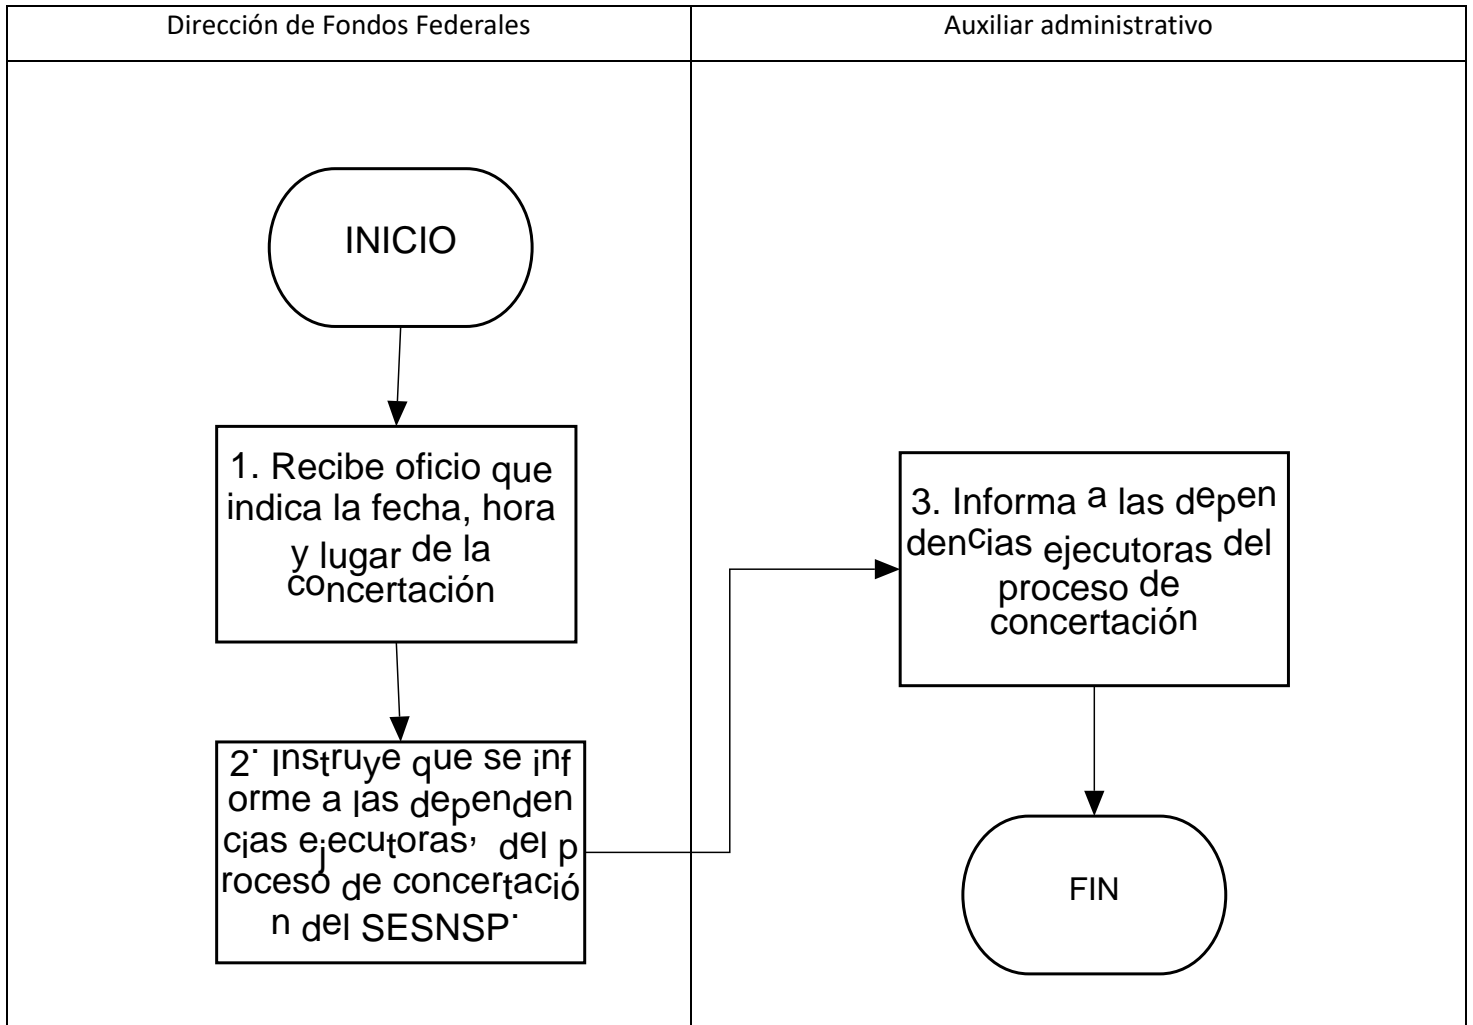 Dirección de Fondos Federales
Auxiliar administrativo
INICIO
1. Recibe oficio que
indica la fecha, hora
y lugar de la
concertación
2. Instruye que se inf
orme a las dependen
cias ejecutoras, del p
roceso de concertació
n del SESNSP.
3. Informa a las depen
dencias ejecutoras del
proceso de
concertación
FIN